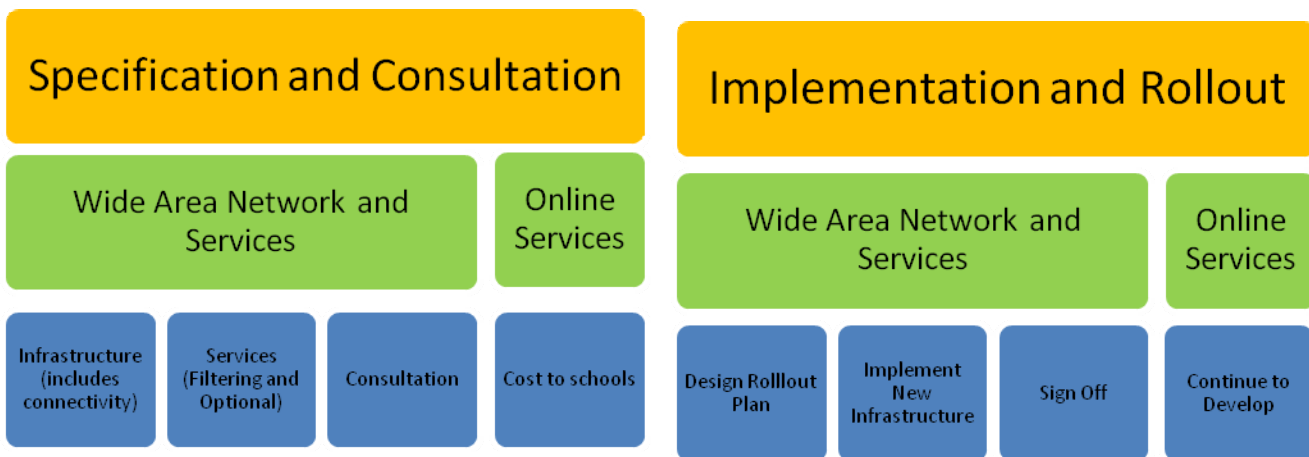 Specification and Consultation
Wide Area Network and
Services
Online
Services
Infrastructure
(includes
connectivity)
Services
(Filtering and
Optional)
Consultation
Cost to schools
Implementation and Rollout
Wide Area Network and
Services
Online
Services
Design Rolllout
Plan
Implement
New
Infrastructure
Sign Off
Continue to
Develop